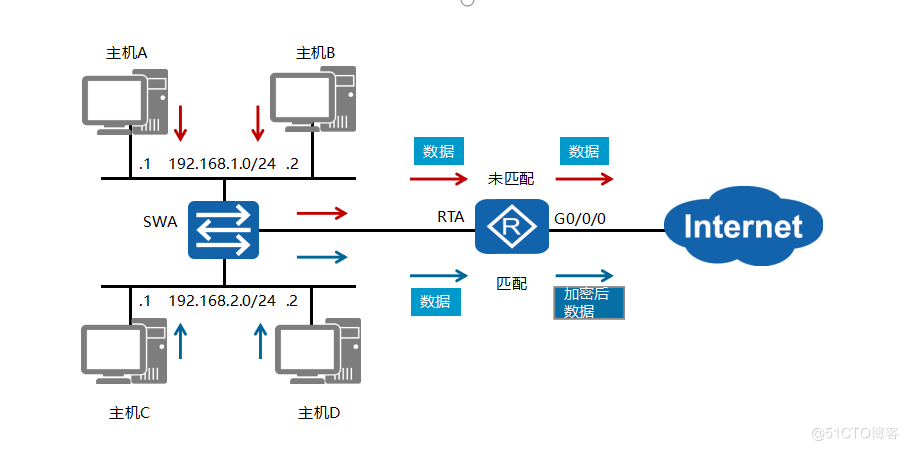 主机A
主机B
.1 192.168.1.0/24 .2
数据
数据
未匹配
SWA
RTA
R
G0/0/0
Internet
匹配
数据
加密后
数据
.1 192.168.2.0/24 .2
主机C
主机D
@51CTO博客